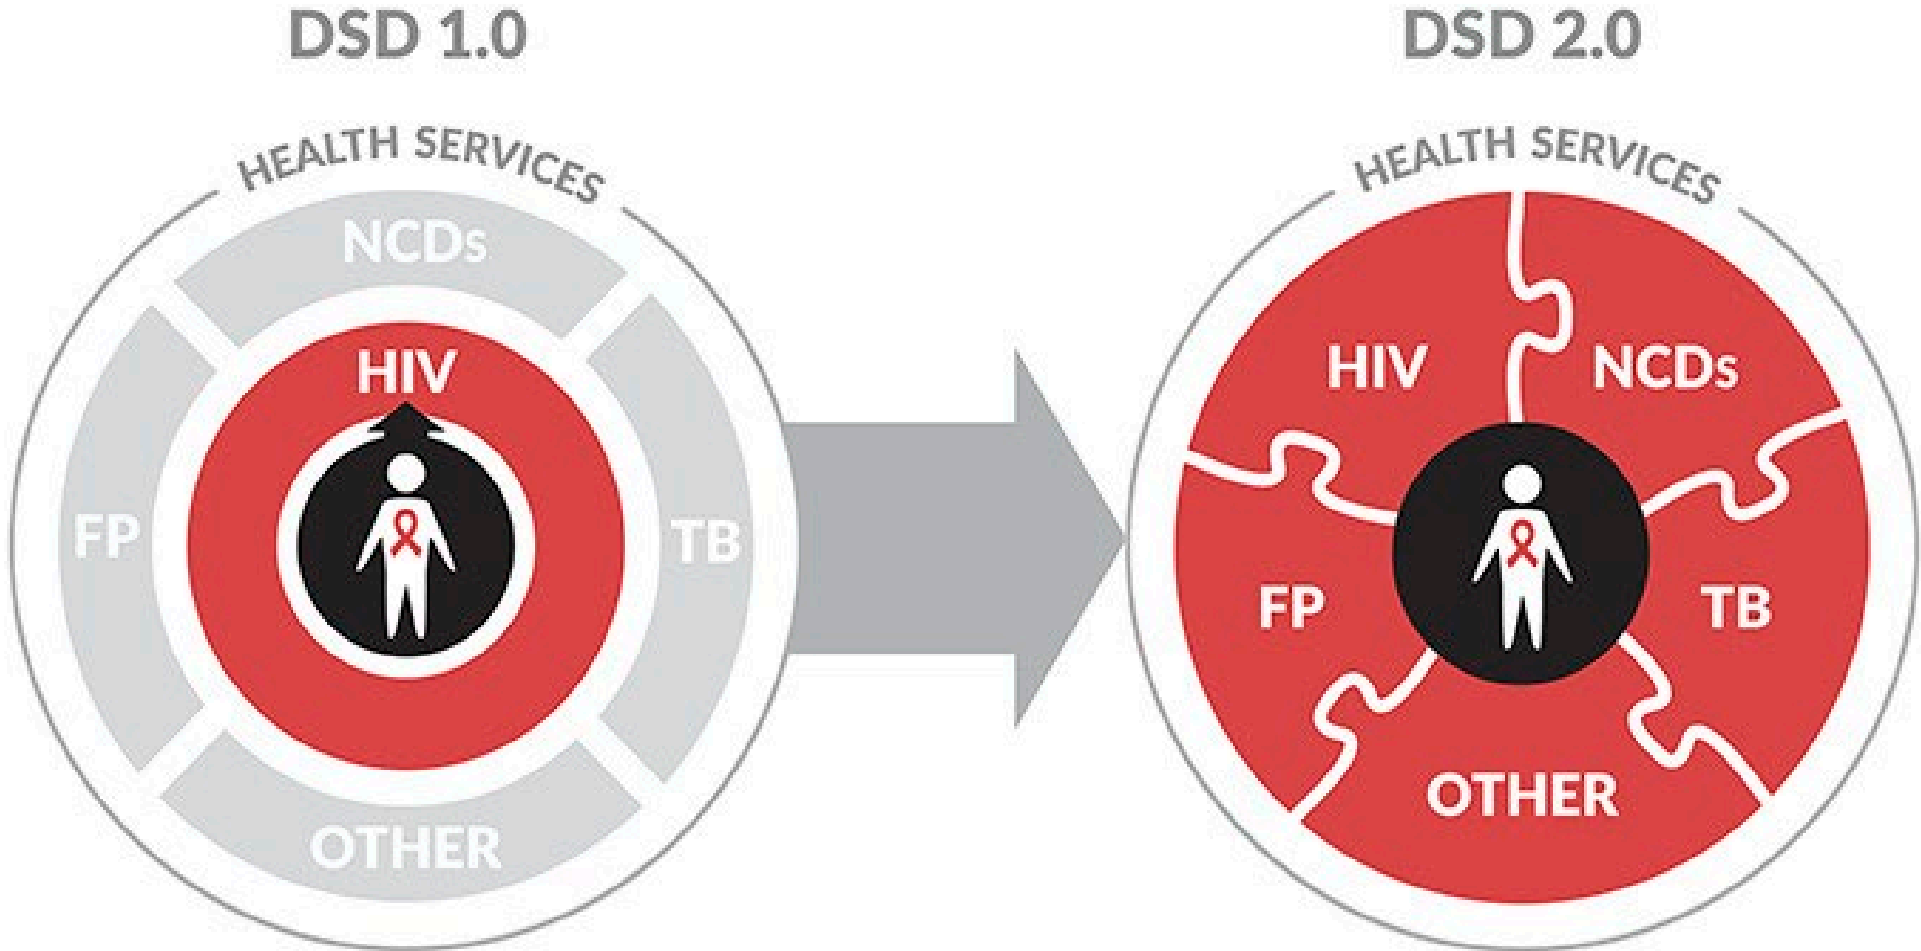 DSD 1.0
HEALTH SERVICES
NCDs
HIV
FP
TB
OTHER
DSD 2.0
HEALTH SERVICES
HIV
NCDs
FP
TB
OTHER